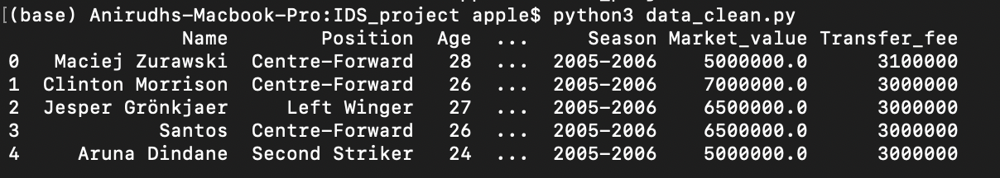 [(base) Anirudhs-Macbook-Pro:IDS_project apple$ python3 data_clean.py
Name Position Age ... Season Market_value Transfer_fee
0 Maciej Zurawski Centre-Forward 28 ... 2005-2006 5000000.0 3100000
1 Clinton Morrison Centre-Forward 26 ... 2005-2006 7000000.0 3000000
2 Jesper Grönkjaer Left Winger 27 ... 2005-2006 6500000.0 3000000
3 Santos Centre-Forward 26 ... 2005-2006 6500000.0 3000000
4 Aruna Dindane Second Striker 24 ... 2005-2006 5000000.0 3000000